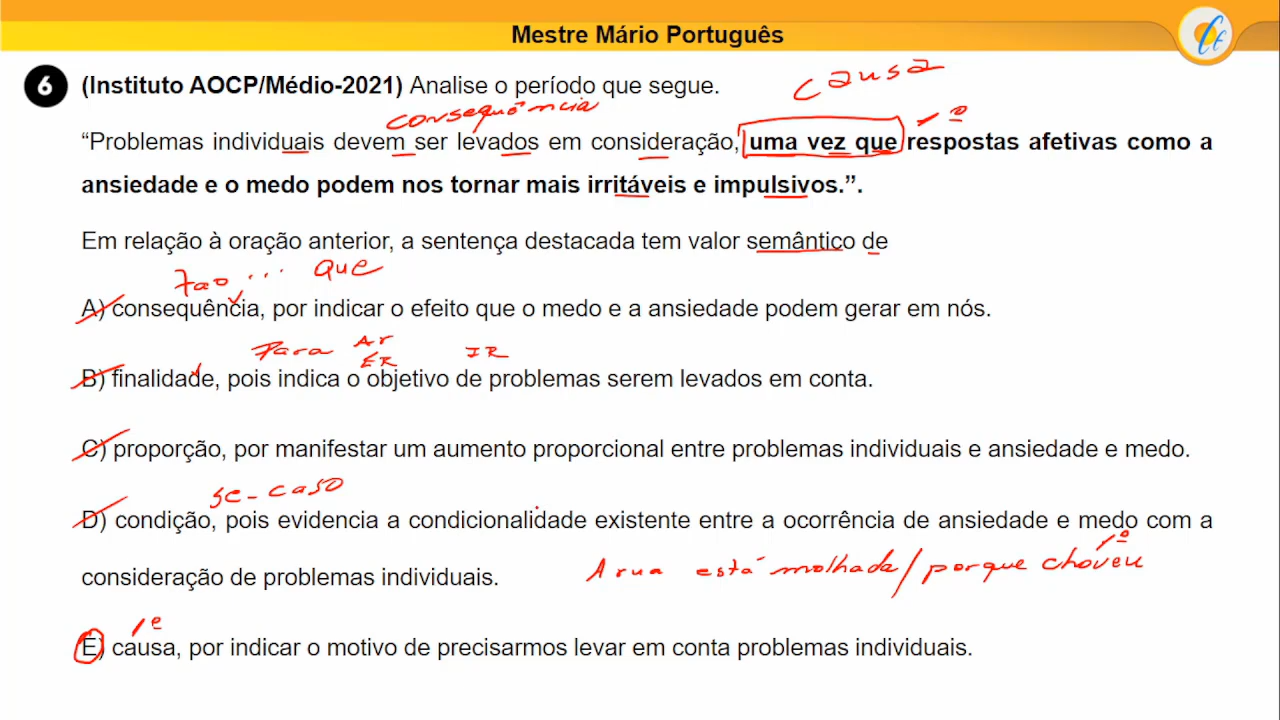 Mestre Mário Português
6 (Instituto AOCP/Médio-2021) Analise o período que segue.
causa
consequência
1º
“Problemas individuais devem ser levados em consideração, uma vez que respostas afetivas como a
ansiedade e o medo podem nos tornar mais irritáveis e impulsivos.”.
Em relação à oração anterior, a sentença destacada tem valor semântico de
Tao ... que
A) consequência, por indicar o efeito que o medo e a ansiedade podem gerar em nós.
Para AR ER IR
B) finalidade, pois indica o objetivo de problemas serem levados em conta.
C) proporção, por manifestar um aumento proporcional entre problemas individuais e ansiedade e medo.
se - caso
D) condição, pois evidencia a condicionalidade existente entre a ocorrência de ansiedade e medo com a
1º
consideração de problemas individuais.
A rua está molhada / porque choveu
1º
E) causa, por indicar o motivo de precisarmos levar em conta problemas individuais.